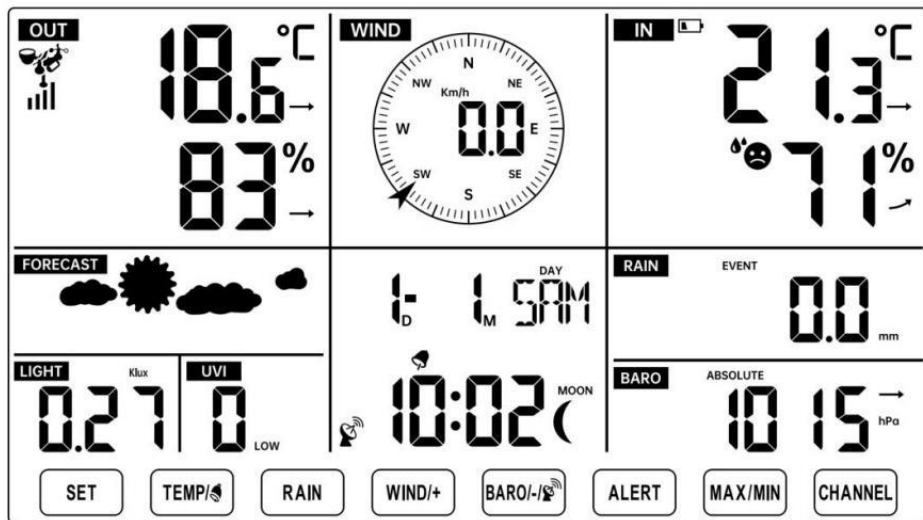 OUT
18.6 °C
83 %
WIND
N
NW NE
Km/h
W 0.0 E
SW SE
S
IN
21.3 °C
71 %
FORECAST
LIGHT
Klux
0.27
UVI
0 LOW
DAY
1 D - 1 M SAM
10:02 MOON
RAIN EVENT
0.0 mm
BARO ABSOLUTE
1015 hPa
SET TEMP/ RAIN WIND/+ BARO/-/ ALERT MAX/MIN CHANNEL